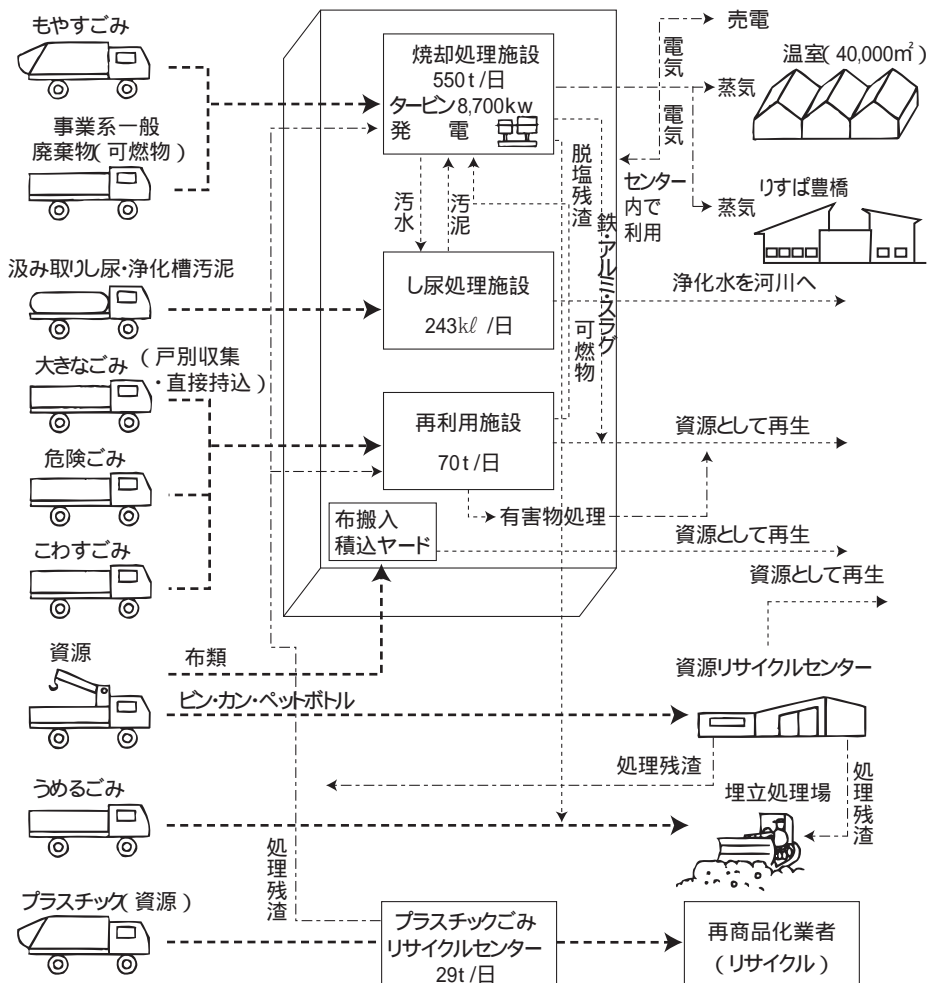 もやすごみ
事業系一般
廃棄物(可燃物)
汲み取りし尿・浄化槽汚泥
大きなごみ
(戸別収集
・直接持込)
危険ごみ
こわすごみ
資源
布類
ビン・カン・ペットボトル
うめるごみ
プラスチック(資源)
焼却処理施設
550t/日
タービン8,700kw
発 電
汚水
汚泥
脱塩残渣
鉄・アルミ・スラグ
し尿処理施設
243kℓ/日
可燃物
再利用施設
70t/日
有害物処理
布搬入
積込ヤード
処理残渣
プラスチックごみ
リサイクルセンター
29t/日
売電
電気
電気
蒸気
温室(40,000㎡)
センター
内で
利用
蒸気
りすぱ豊橋
浄化水を河川へ
資源として再生
資源として再生
資源として再生
資源リサイクルセンター
処理残渣
処理残渣
埋立処理場
再商品化業者
(リサイクル)